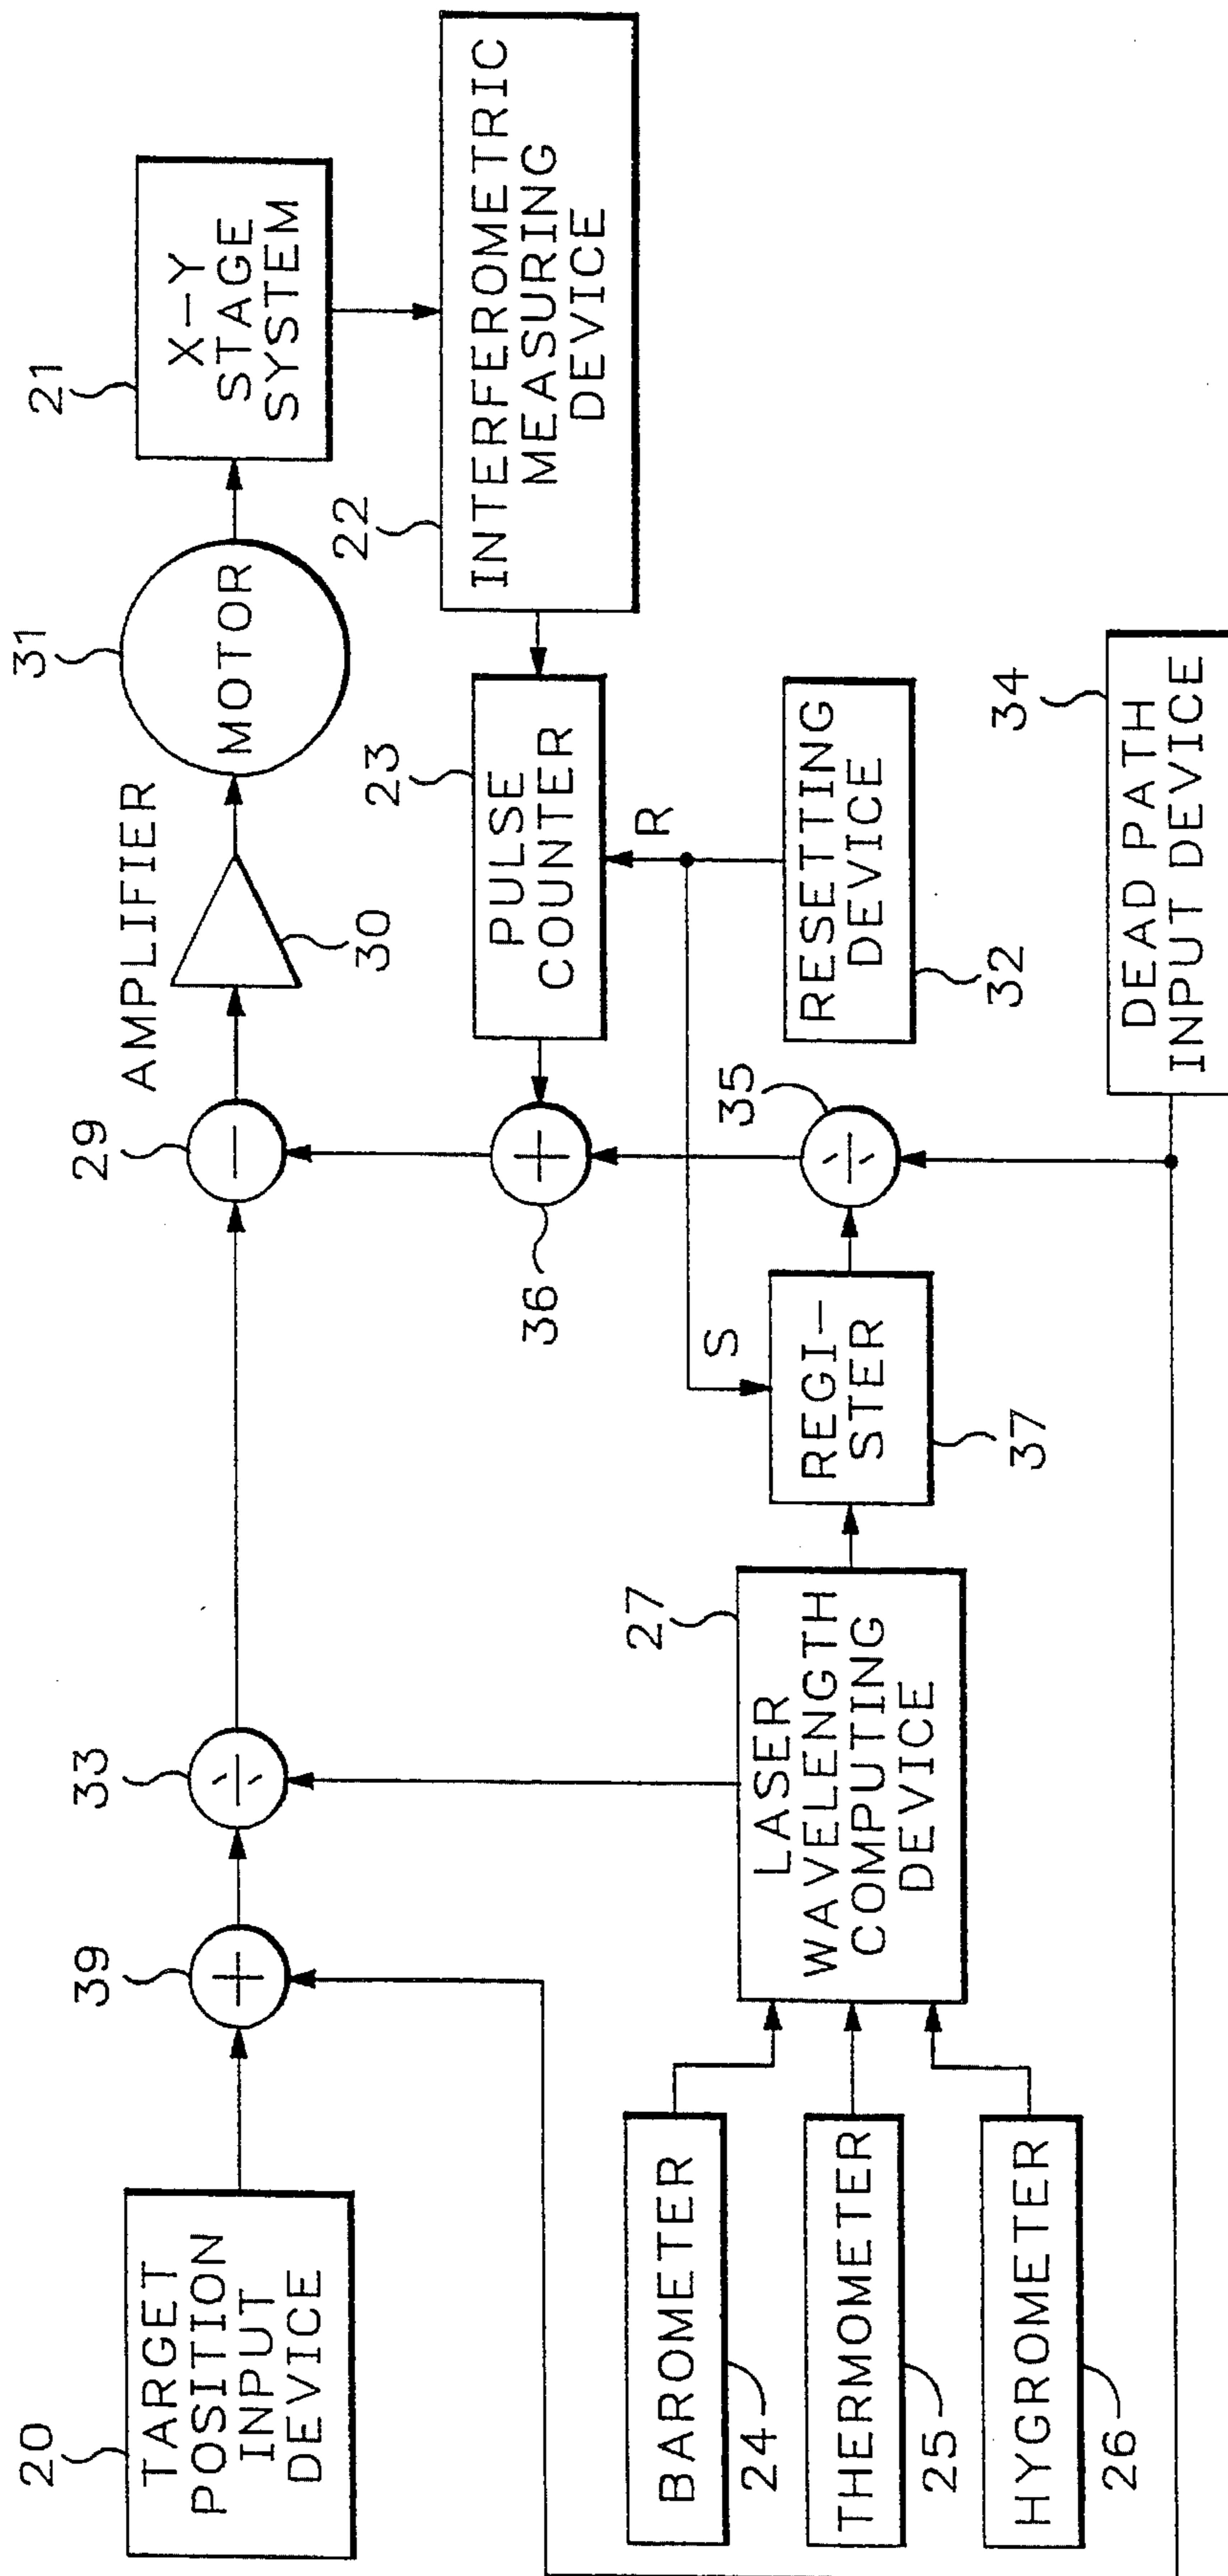 20
TARGET
POSITION
INPUT
DEVICE
39
33
29
AMPLIFIER
30
31
MOTOR
21
X-Y
STAGE
SYSTEM
22
INTERFEROMETRIC
MEASURING
DEVICE
23
PULSE
COUNTER
R
36
S
35
RESETTING
DEVICE
32
27
LASER
WAVELENGTH
COMPUTING
DEVICE
REGI-
STER
37
BAROMETER
24
THERMOMETER
25
HYGROMETER
26
34
DEAD PATH
INPUT DEVICE